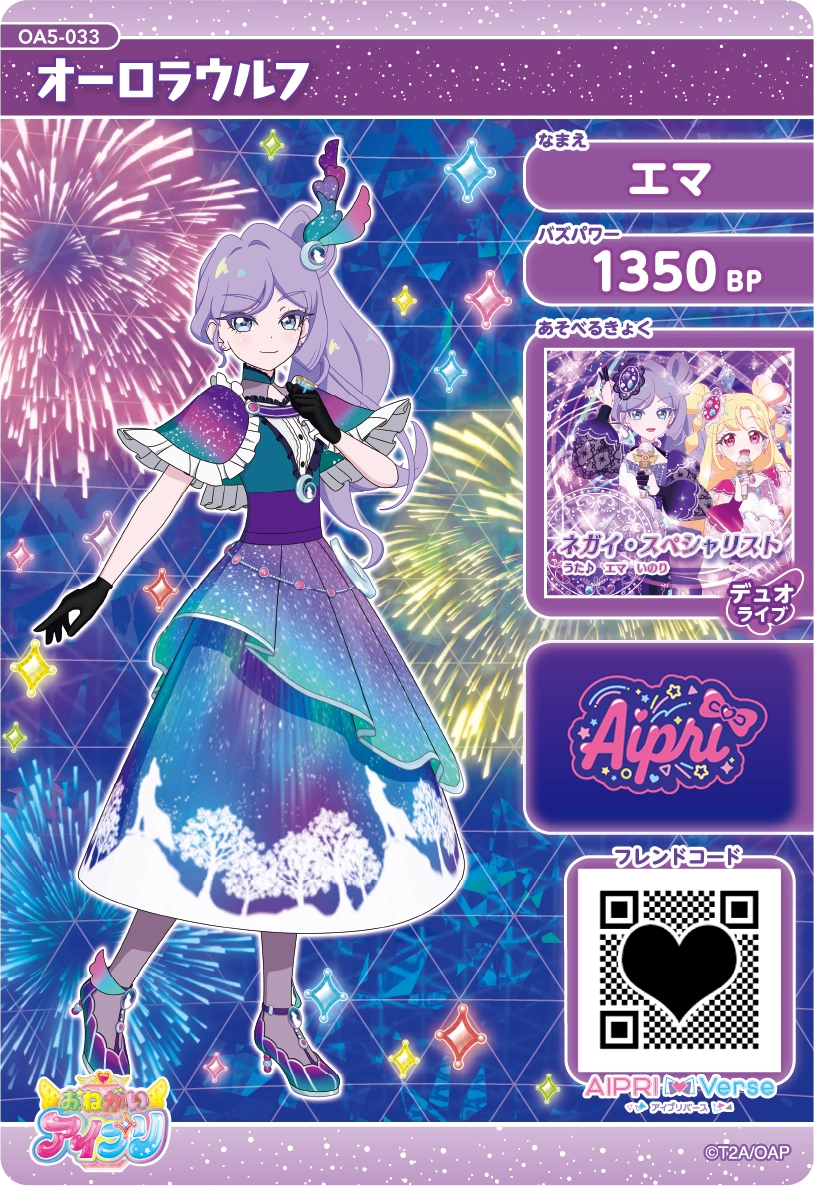 OA5-033
オーロラウルフ
なまえ
エマ
バズパワー
1350 BP
あそべるきょく
ネガイ・スペシャリスト
うた♪ エマ いのり
デュオ
ライブ
Aipri
フレンドコード
AIPRI Verse
アイプリバース
おねがい
アイプリ
©T2A/OAP